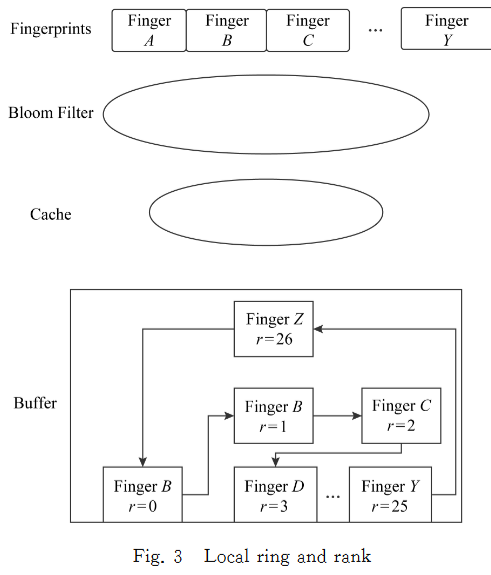 Fingerprints
Finger A
Finger B
Finger C
...
Finger Y
Bloom Filter
Cache
Buffer
Finger Z
r=26
Finger B
r=1
Finger C
r=2
Finger B
r=0
Finger D
r=3
...
Finger Y
r=25
Fig. 3 Local ring and rank